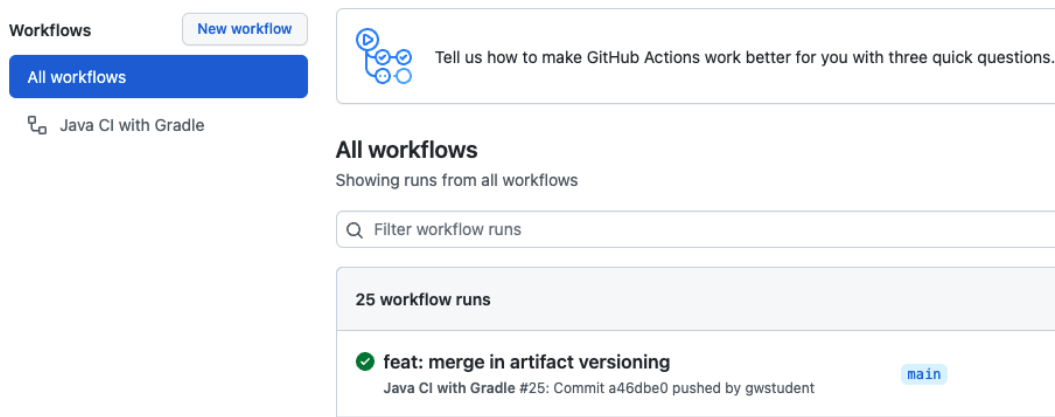 Workflows
New workflow
All workflows
Java CI with Gradle
Tell us how to make GitHub Actions work better for you with three quick questions.
All workflows
Showing runs from all workflows
Filter workflow runs
25 workflow runs
feat: merge in artifact versioning
Java CI with Gradle #25: Commit a46dbe0 pushed by gwstudent
main